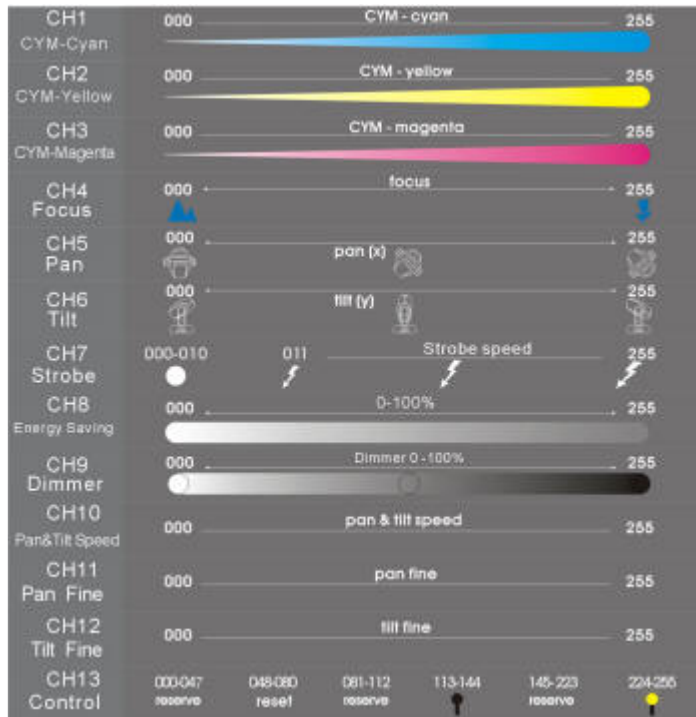 CH1 000 CYM - cyan 255
CYM-Cyan
CH2 000 CYM - yellow 255
CYM-Yellow
CH3 000 CYM - magenta 255
CYM-Magenta
CH4 000 focus 255
Focus
CH5 000 pan (x) 255
Pan
CH6 000 tilt (y) 255
Tilt
CH7 000-010 011 Strobe speed 255
Strobe
CH8 000 0-100% 255
Energy Saving
CH9 000 Dimmer 0 -100% 255
Dimmer
CH10 000 pan & tilt speed 255
Pan&Tilt Speed
CH11 000 pan fine 255
Pan Fine
CH12 000 tilt fine 255
Tilt Fine
CH13 000-047 048-080 081-112 113-144 145-223 224-255
Control reserve reset reserve reserve